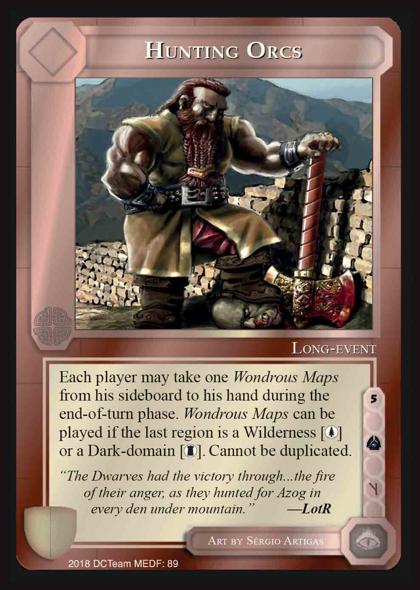 Hunting Orcs
Long-event
Each player may take one Wondrous Maps
from his sideboard to his hand during the
end-of-turn phase. Wondrous Maps can be
played if the last region is a Wilderness []
or a Dark-domain []. Cannot be duplicated.
5
“The Dwarves had the victory through...the fire
of their anger, as they hunted for Azog in
every den under mountain.” —LotR
Art by Sérgio Artigas
2018 DCTeam MEDF: 89